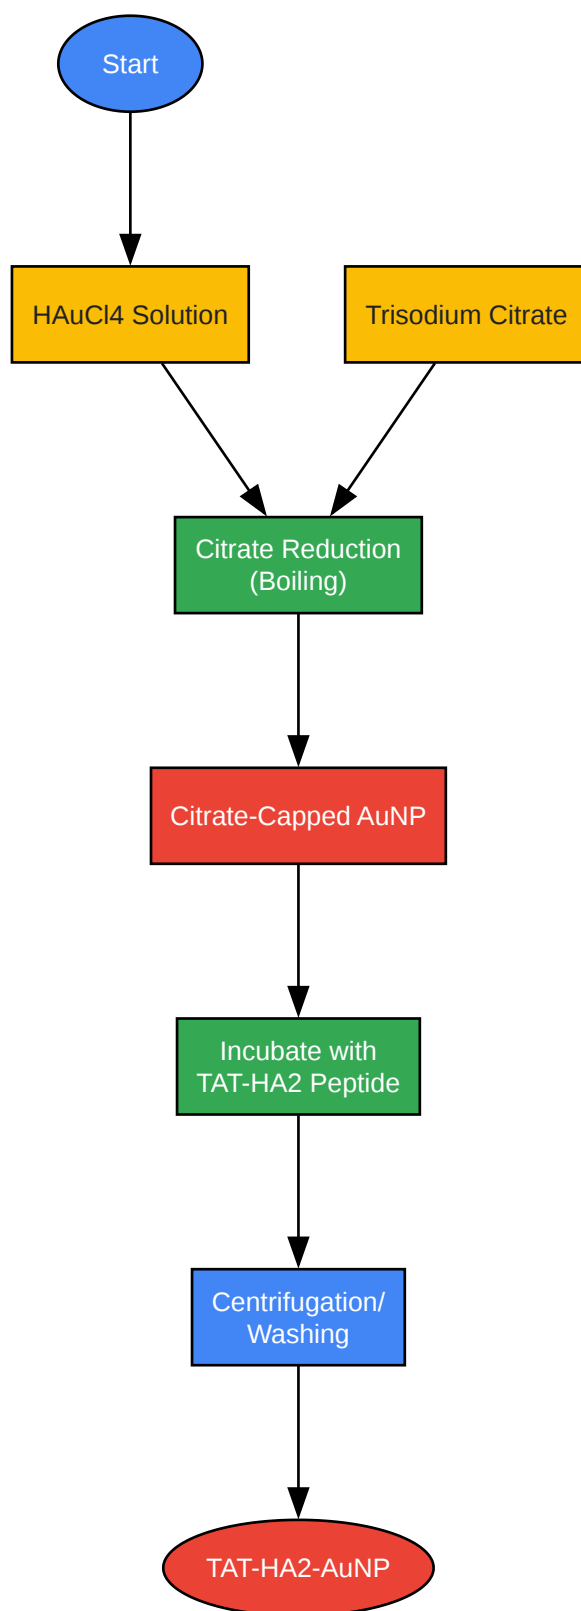 Start
HAuCl4 Solution
Trisodium Citrate
Citrate Reduction
(Boiling)
Citrate-Capped AuNP
Incubate with
TAT-HA2 Peptide
Centrifugation/
Washing
TAT-HA2-AuNP